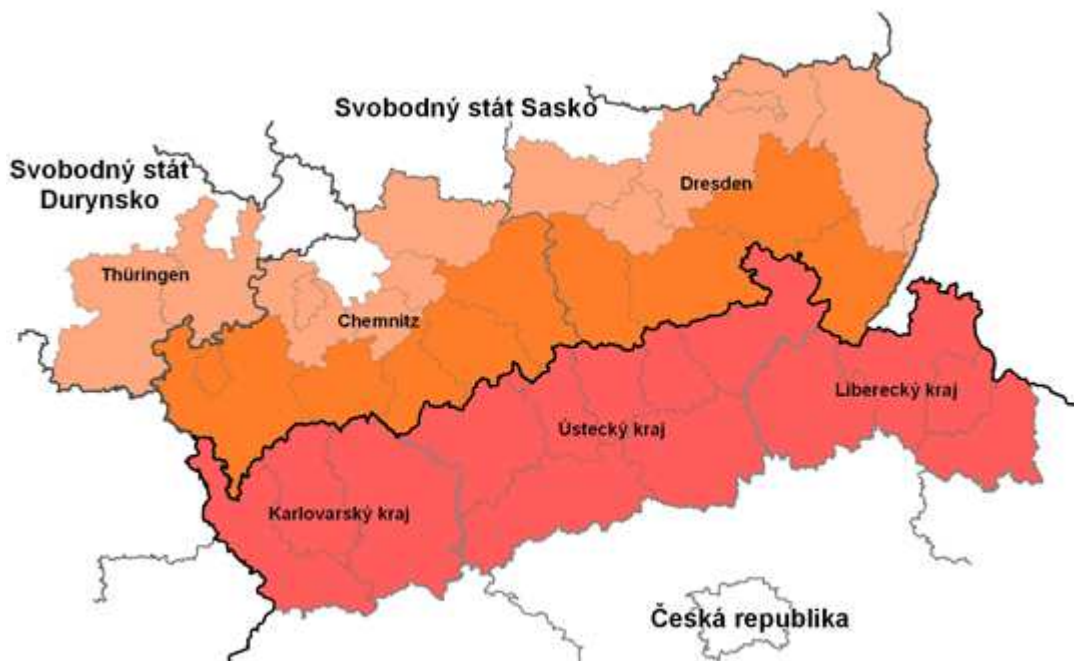 Svobodný stát Sasko
Svobodný stát
Durynsko
Dresden
Thüringen
Chemnitz
Liberecký kraj
Ústecký kraj
Karlovarský kraj
Česká republika